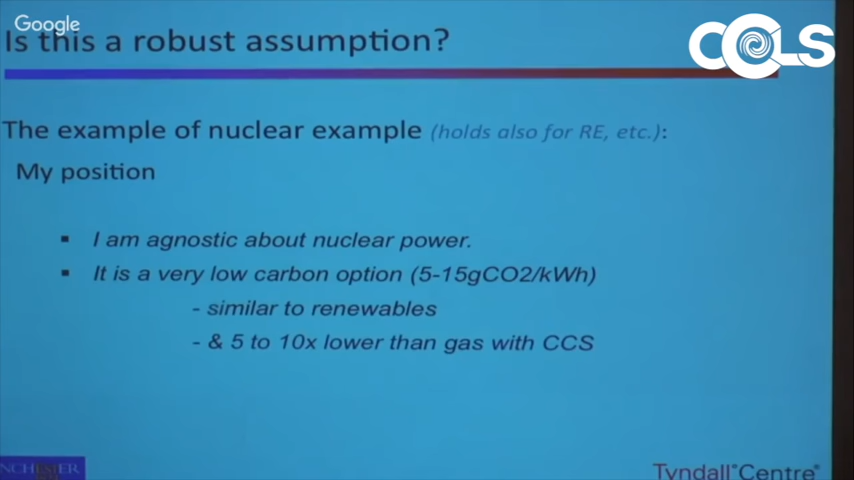 Google
Is this a robust assumption?
CCLS
The example of nuclear example (holds also for RE, etc.):
My position
▪ I am agnostic about nuclear power.
▪ It is a very low carbon option (5-15gCO2/kWh)
- similar to renewables
- & 5 to 10x lower than gas with CCS
NCHESTER
Tyndall°Centre°